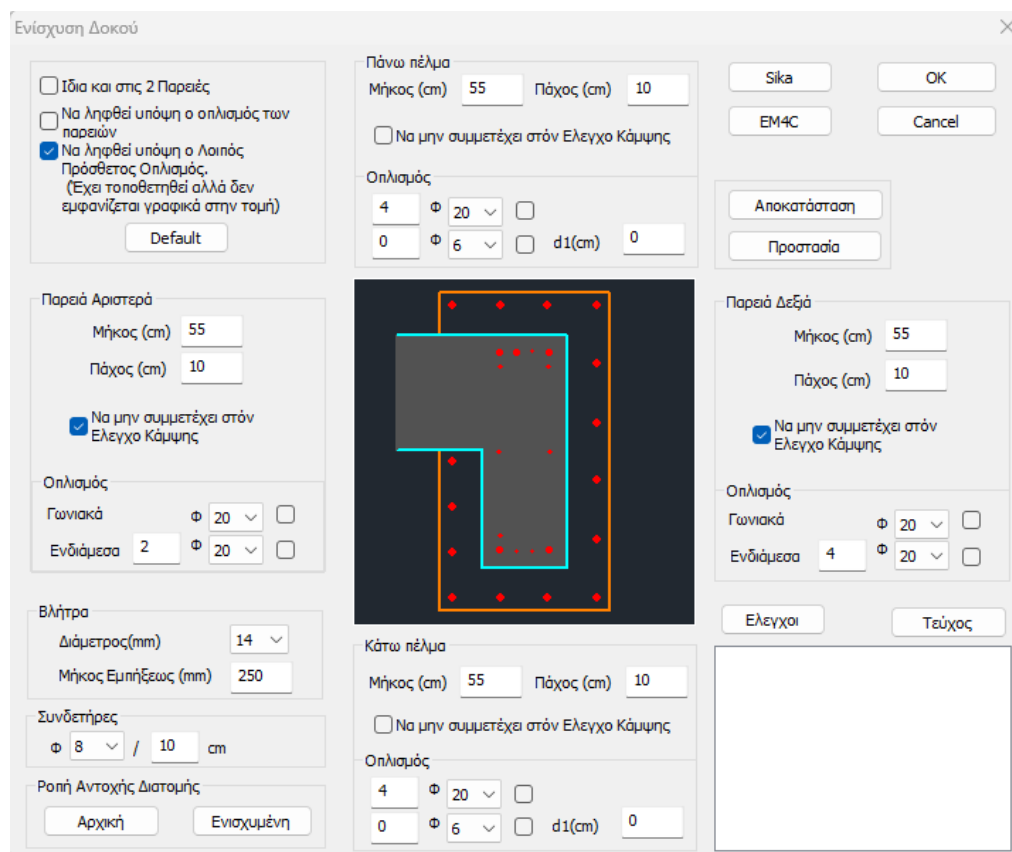 Ενίσχυση Δοκού
Ιδια και στις 2 Παρειές
Να ληφθεί υπόψη ο οπλισμός των
παρειών
Να ληφθεί υπόψη ο Λοιπός
Πρόσθετος Οπλισμός.
(Έχει τοποθετηθεί αλλά δεν
εμφανίζεται γραφικά στην τομή)
Default
Πάνω πέλμα
Μήκος (cm) 55 Πάχος (cm) 10
Να μην συμμετέχει στόν Ελεγχο Κάμψης
Οπλισμός
4 Φ 20
0 Φ 6 d1(cm) 0
Sika OK
EM4C Cancel
Αποκατάσταση
Προστασία
Παρειά Αριστερά
Μήκος (cm) 55
Πάχος (cm) 10
Να μην συμμετέχει στόν
Ελεγχο Κάμψης
Οπλισμός
Γωνιακά Φ 20
Ενδιάμεσα 2 Φ 20
Παρειά Δεξιά
Μήκος (cm) 55
Πάχος (cm) 10
Να μην συμμετέχει στόν
Ελεγχο Κάμψης
Οπλισμός
Γωνιακά Φ 20
Ενδιάμεσα 4 Φ 20
Βλήτρα
Διάμετρος(mm) 14
Μήκος Εμπήξεως (mm) 250
Συνδετήρες
Φ 8 / 10 cm
Ροπή Αντοχής Διατομής
Αρχική Ενισχυμένη
Κάτω πέλμα
Μήκος (cm) 55 Πάχος (cm) 10
Να μην συμμετέχει στόν Ελεγχο Κάμψης
Οπλισμός
4 Φ 20
0 Φ 6 d1(cm) 0
Ελεγχοι Τεύχος